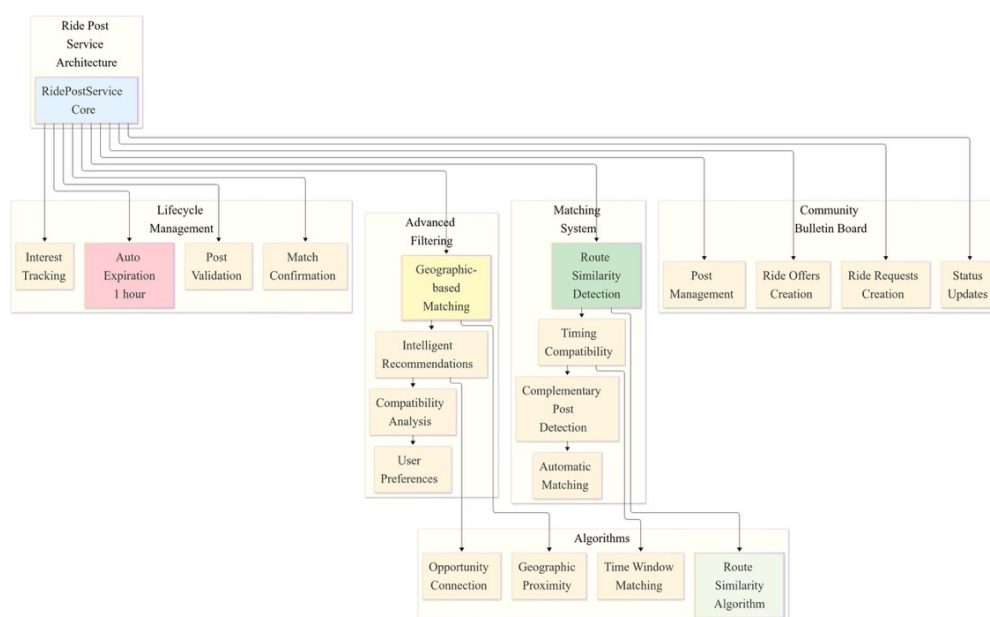 Ride Post
Service
Architecture
RidePostService
Core
Lifecycle
Management
Interest
Tracking
Auto
Expiration
1 hour
Post
Validation
Match
Confirmation
Advanced
Filtering
Geographic-
based
Matching
Intelligent
Recommendations
Compatibility
Analysis
User
Preferences
Matching
System
Route
Similarity
Detection
Timing
Compatibility
Complementary
Post
Detection
Automatic
Matching
Community
Bulletin Board
Post
Management
Ride Offers
Creation
Ride Requests
Creation
Status
Updates
Algorithms
Opportunity
Connection
Geographic
Proximity
Time Window
Matching
Route
Similarity
Algorithm